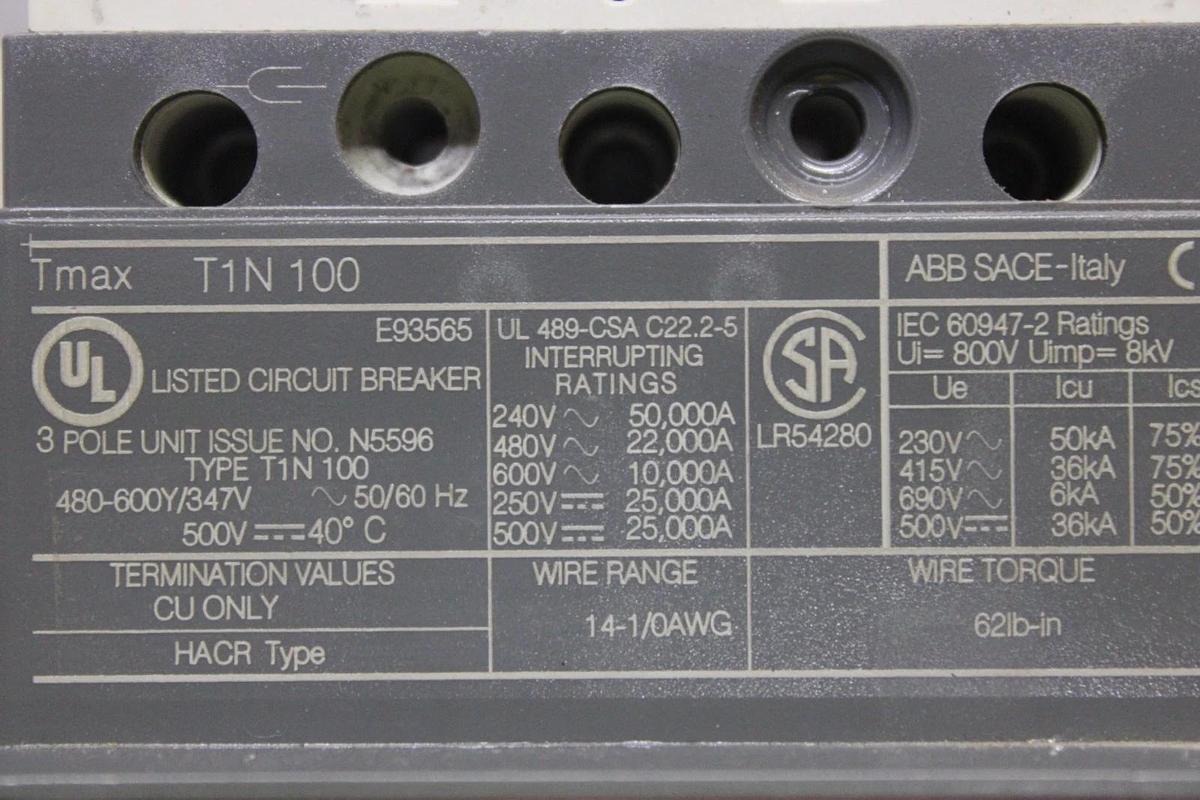 Tmax T1N 100
ABB SACE-Italy
UL
E93565
LISTED CIRCUIT BREAKER
3 POLE UNIT ISSUE NO. N5596
TYPE T1N 100
480-600Y/347V ~ 50/60 Hz
500V ⎓ 40° C
UL 489-CSA C22.2-5
INTERRUPTING
RATINGS
240V ~ 50,000A
480V ~ 22,000A
600V ~ 10,000A
250V ⎓ 25,000A
500V ⎓ 25,000A
SA
LR54280
IEC 60947-2 Ratings
Ui= 800V Uimp= 8kV
Ue Icu Ics
230V ~ 50kA 75%
415V ~ 36kA 75%
690V ~ 6kA 50%
500V ⎓ 36kA 50%
TERMINATION VALUES
CU ONLY
HACR Type
WIRE RANGE
14-1/0AWG
WIRE TORQUE
62lb-in